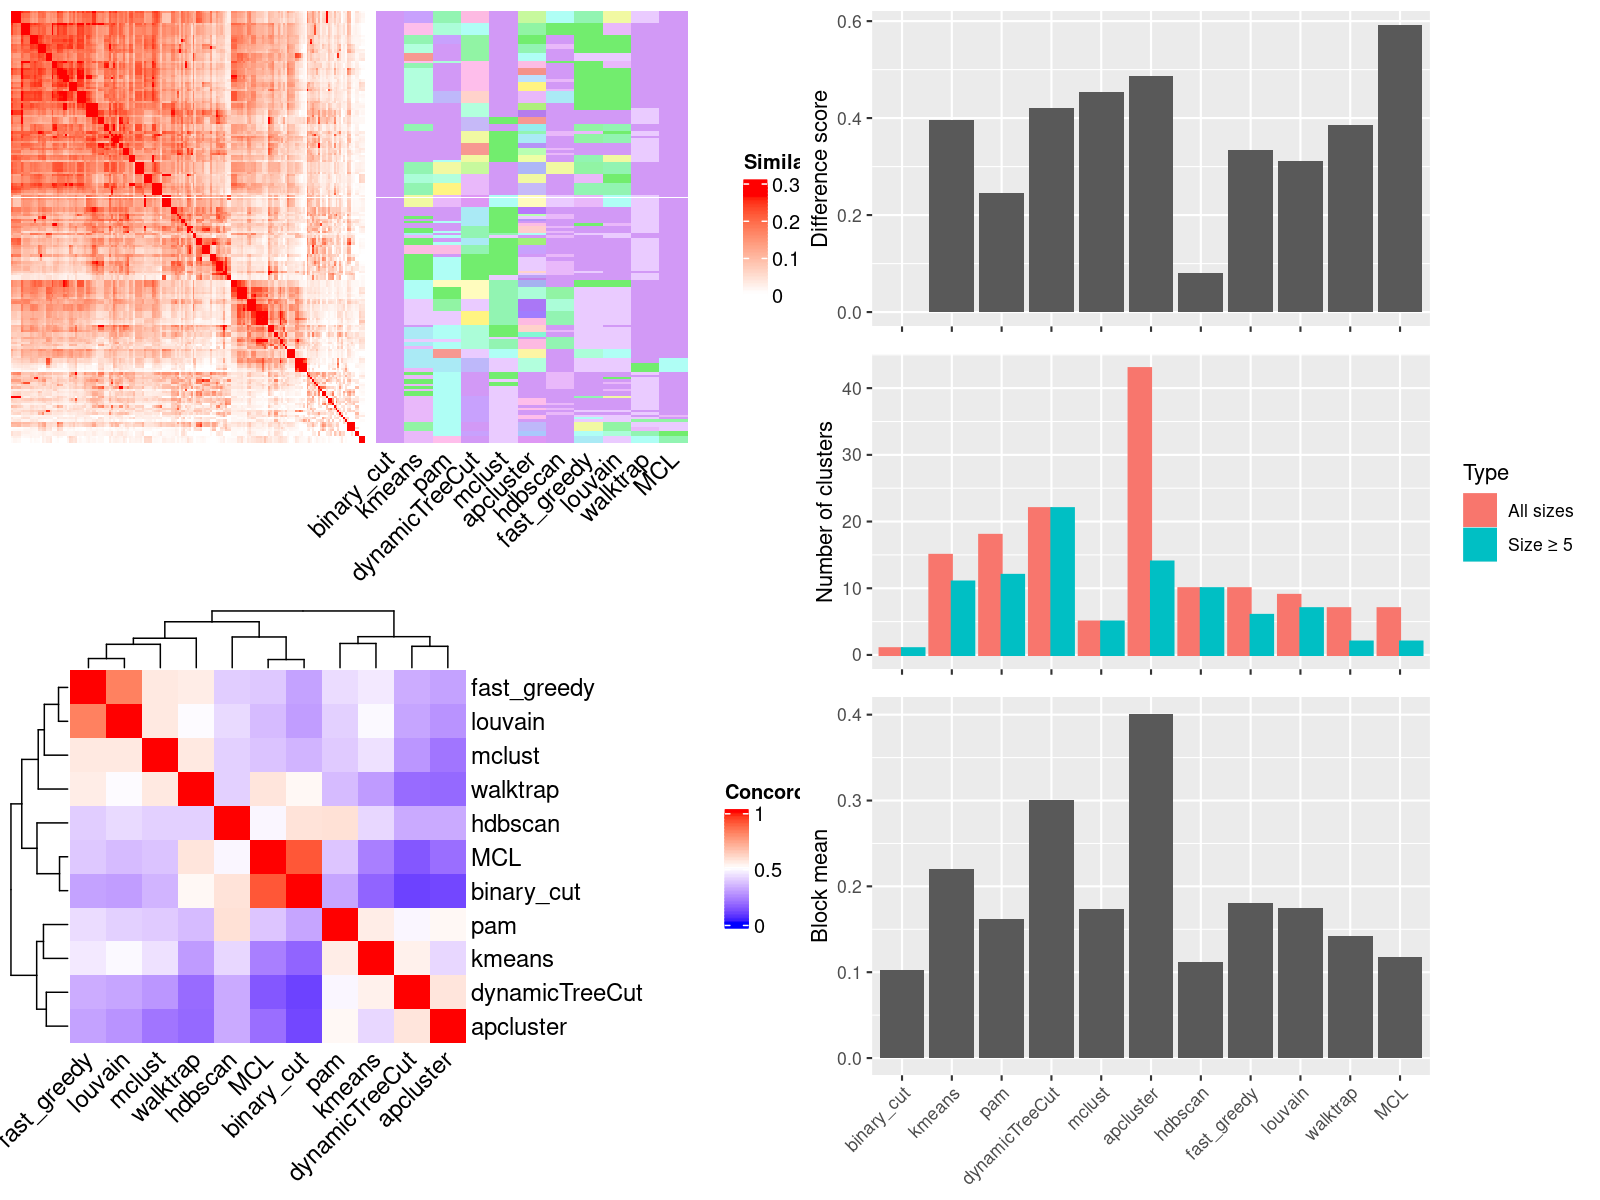 Simila
0.3
0.2
0.1
0
binary_cut
kmeans
pam
dynamicTreeCut
mclust
apcluster
hdbscan
fast_greedy
louvain
walktrap
MCL
fast_greedy
louvain
mclust
walktrap
hdbscan
MCL
binary_cut
pam
kmeans
dynamicTreeCut
apcluster
fast_greedy
louvain
mclust
walktrap
hdbscan
MCL
binary_cut
pam
kmeans
dynamicTreeCut
apcluster
Concord
1
0.5
0
Difference score
0.6
0.4
0.2
0.0
Number of clusters
40
30
20
10
0
Type
All sizes
Size ≥ 5
Block mean
0.4
0.3
0.2
0.1
0.0
binary_cut
kmeans
pam
dynamicTreeCut
mclust
apcluster
hdbscan
fast_greedy
louvain
walktrap
MCL